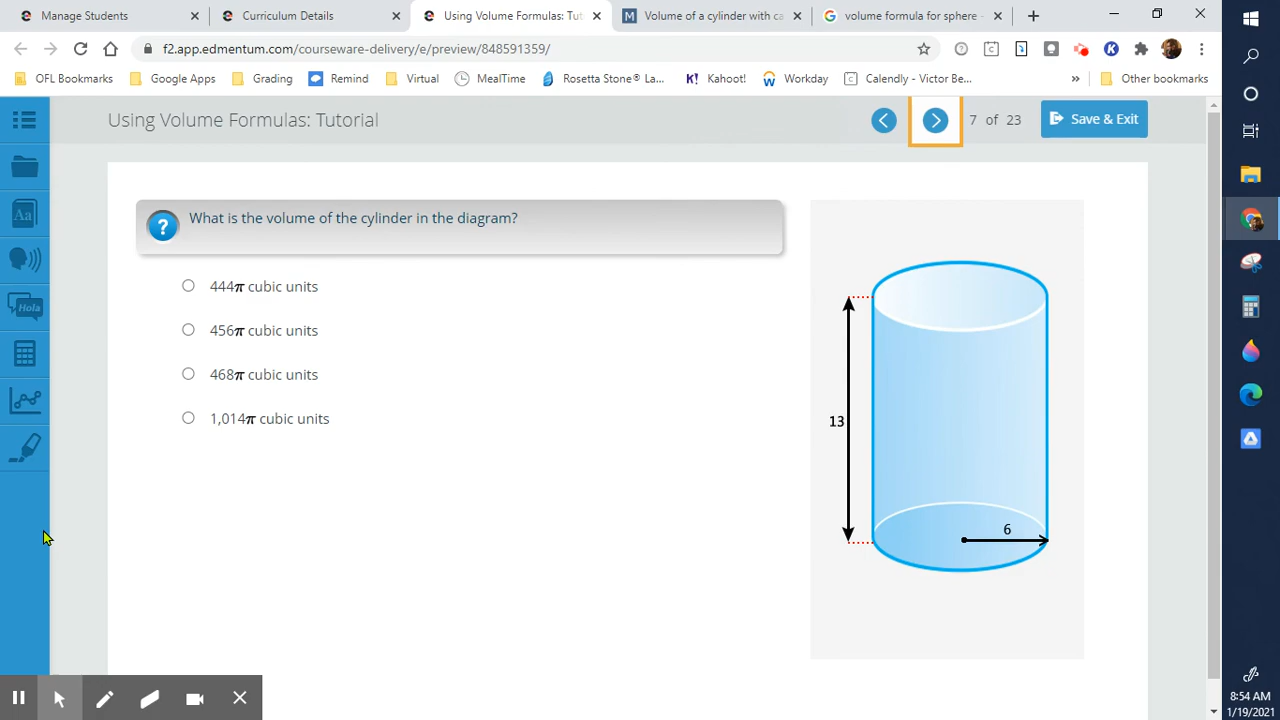 Manage Students
Curriculum Details
Using Volume Formulas: Tut
Volume of a cylinder with ca
volume formula for sphere -
f2.app.edmentum.com/courseware-delivery/e/preview/848591359/
OFL Bookmarks
Google Apps
Grading
Remind
Virtual
MealTime
Rosetta Stone® La...
K! Kahoot!
Workday
Calendly - Victor Be...
»
Other bookmarks
Using Volume Formulas: Tutorial
7 of 23
Save & Exit
Aa
Hola
? What is the volume of the cylinder in the diagram?
444π cubic units
456π cubic units
468π cubic units
1,014π cubic units
13
6
8:54 AM
1/19/2021